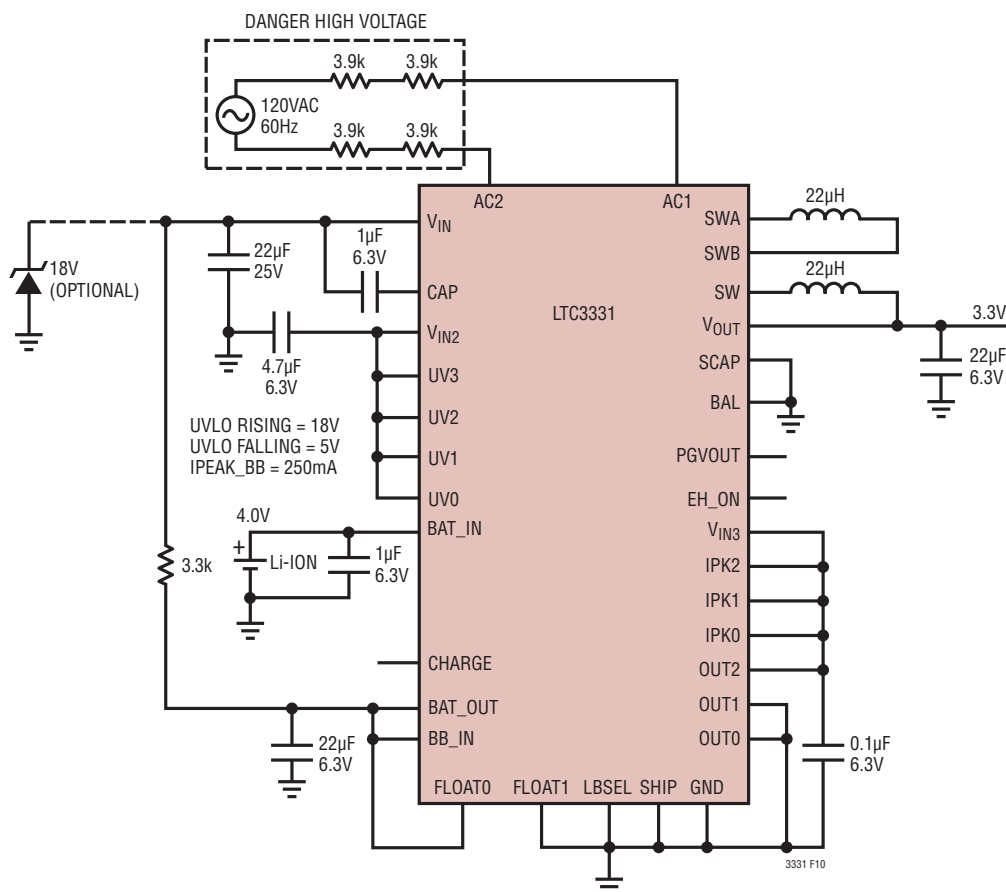 DANGER HIGH VOLTAGE
3.9k
3.9k
120VAC
60Hz
3.9k
3.9k
AC2
AC1
18V
(OPTIONAL)
22µF
25V
1µF
6.3V
4.7µF
6.3V
UVLO RISING = 18V
UVLO FALLING = 5V
IPEAK_BB = 250mA
4.0V
+
Li-ION
1µF
6.3V
3.3k
22µF
6.3V
VIN
CAP
VIN2
UV3
UV2
UV1
UV0
BAT_IN
CHARGE
BAT_OUT
BB_IN
LTC3331
FLOAT0
FLOAT1
LBSEL
SHIP
GND
SWA
SWB
SW
VOUT
SCAP
BAL
PGVOUT
EH_ON
VIN3
IPK2
IPK1
IPK0
OUT2
OUT1
OUT0
22µH
22µH
3.3V
22µF
6.3V
0.1µF
6.3V
3331 F10